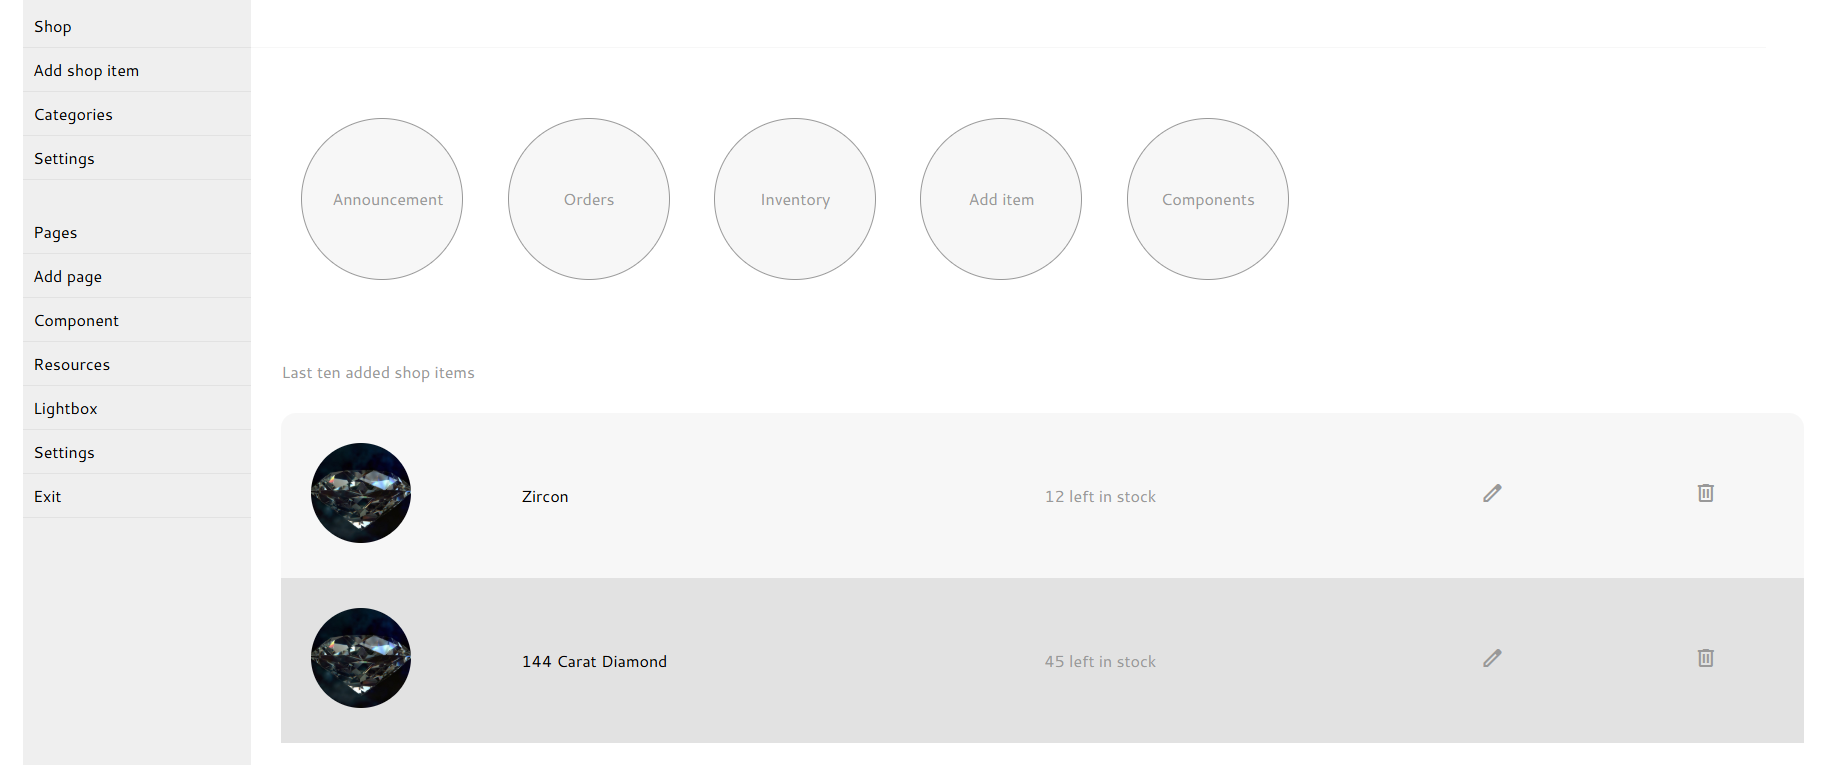 Shop
Add shop item
Categories
Settings
Pages
Add page
Component
Resources
Lightbox
Settings
Exit
Announcement
Orders
Inventory
Add item
Components
Last ten added shop items
Zircon
12 left in stock
144 Carat Diamond
45 left in stock